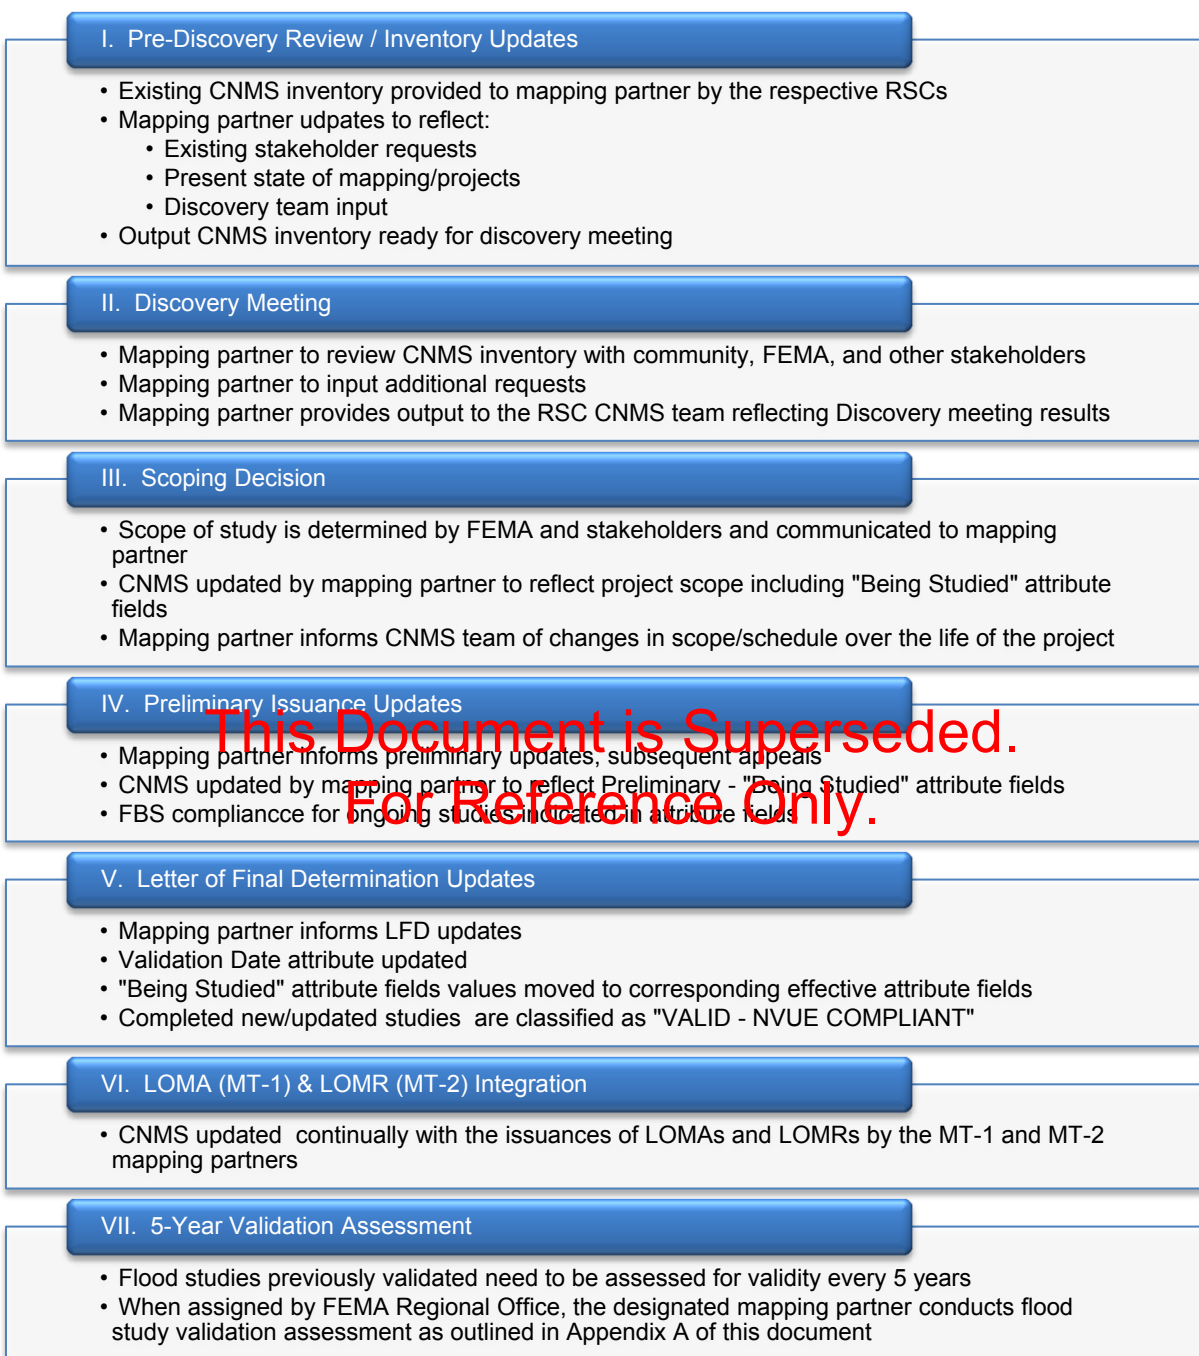 I. Pre-Discovery Review / Inventory Updates
• Existing CNMS inventory provided to mapping partner by the respective RSCs
• Mapping partner udpates to reflect:
• Existing stakeholder requests
• Present state of mapping/projects
• Discovery team input
• Output CNMS inventory ready for discovery meeting
II. Discovery Meeting
• Mapping partner to review CNMS inventory with community, FEMA, and other stakeholders
• Mapping partner to input additional requests
• Mapping partner provides output to the RSC CNMS team reflecting Discovery meeting results
III. Scoping Decision
• Scope of study is determined by FEMA and stakeholders and communicated to mapping
partner
• CNMS updated by mapping partner to reflect project scope including "Being Studied" attribute
fields
• Mapping partner informs CNMS team of changes in scope/schedule over the life of the project
IV. Preliminary Issuance Updates
This Document is Superseded.
• Mapping partner informs preliminary updates, subsequent appeals
• CNMS updated by mapping partner to reflect Preliminary - "Being Studied" attribute fields
For Reference Only.
• FBS compliancce for ongoing studies indicated in attribute fields
V. Letter of Final Determination Updates
• Mapping partner informs LFD updates
• Validation Date attribute updated
• "Being Studied" attribute fields values moved to corresponding effective attribute fields
• Completed new/updated studies are classified as "VALID - NVUE COMPLIANT"
VI. LOMA (MT-1) & LOMR (MT-2) Integration
• CNMS updated continually with the issuances of LOMAs and LOMRs by the MT-1 and MT-2
mapping partners
VII. 5-Year Validation Assessment
• Flood studies previously validated need to be assessed for validity every 5 years
• When assigned by FEMA Regional Office, the designated mapping partner conducts flood
study validation assessment as outlined in Appendix A of this document